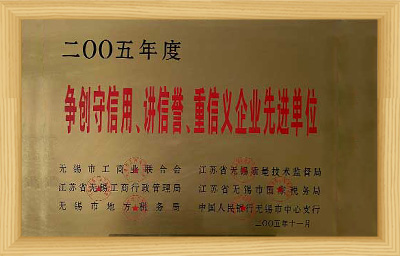 二〇〇五年度
争创守信用、讲信誉、重信义企业先进单位
无锡市工商业联合会 江苏省无锡质量技术监督局
江苏省无锡工商行政管理局 江苏省无锡市国家税务局
无锡市地方税务局 中国人民银行无锡市中心支行
二〇〇五年十一月